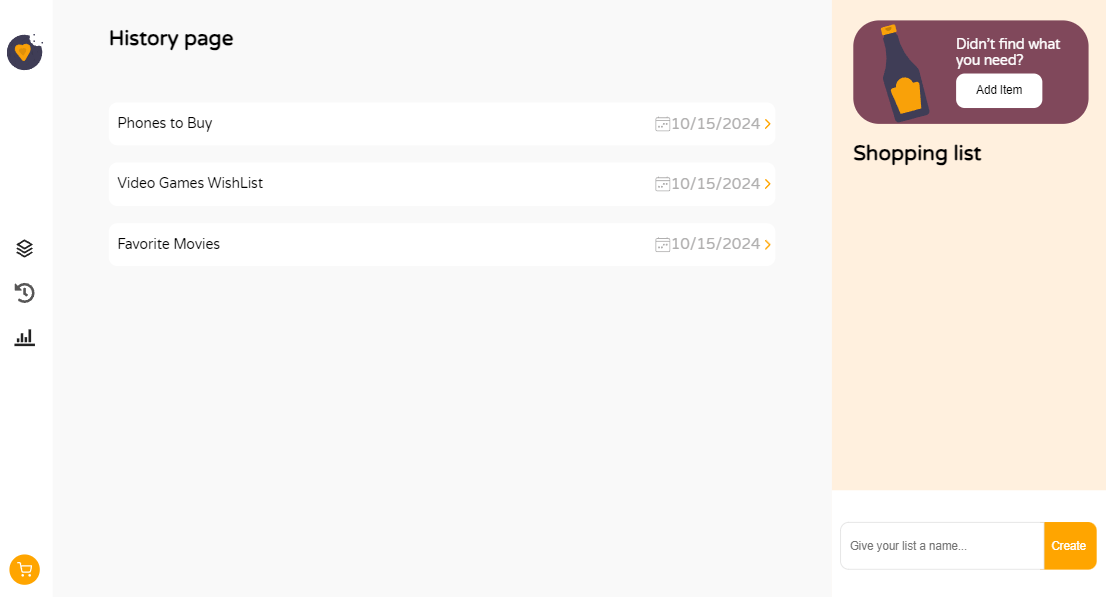 History page
Phones to Buy
10/15/2024
Video Games WishList
10/15/2024
Favorite Movies
10/15/2024
Didn't find what
you need?
Add Item
Shopping list
Give your list a name...
Create